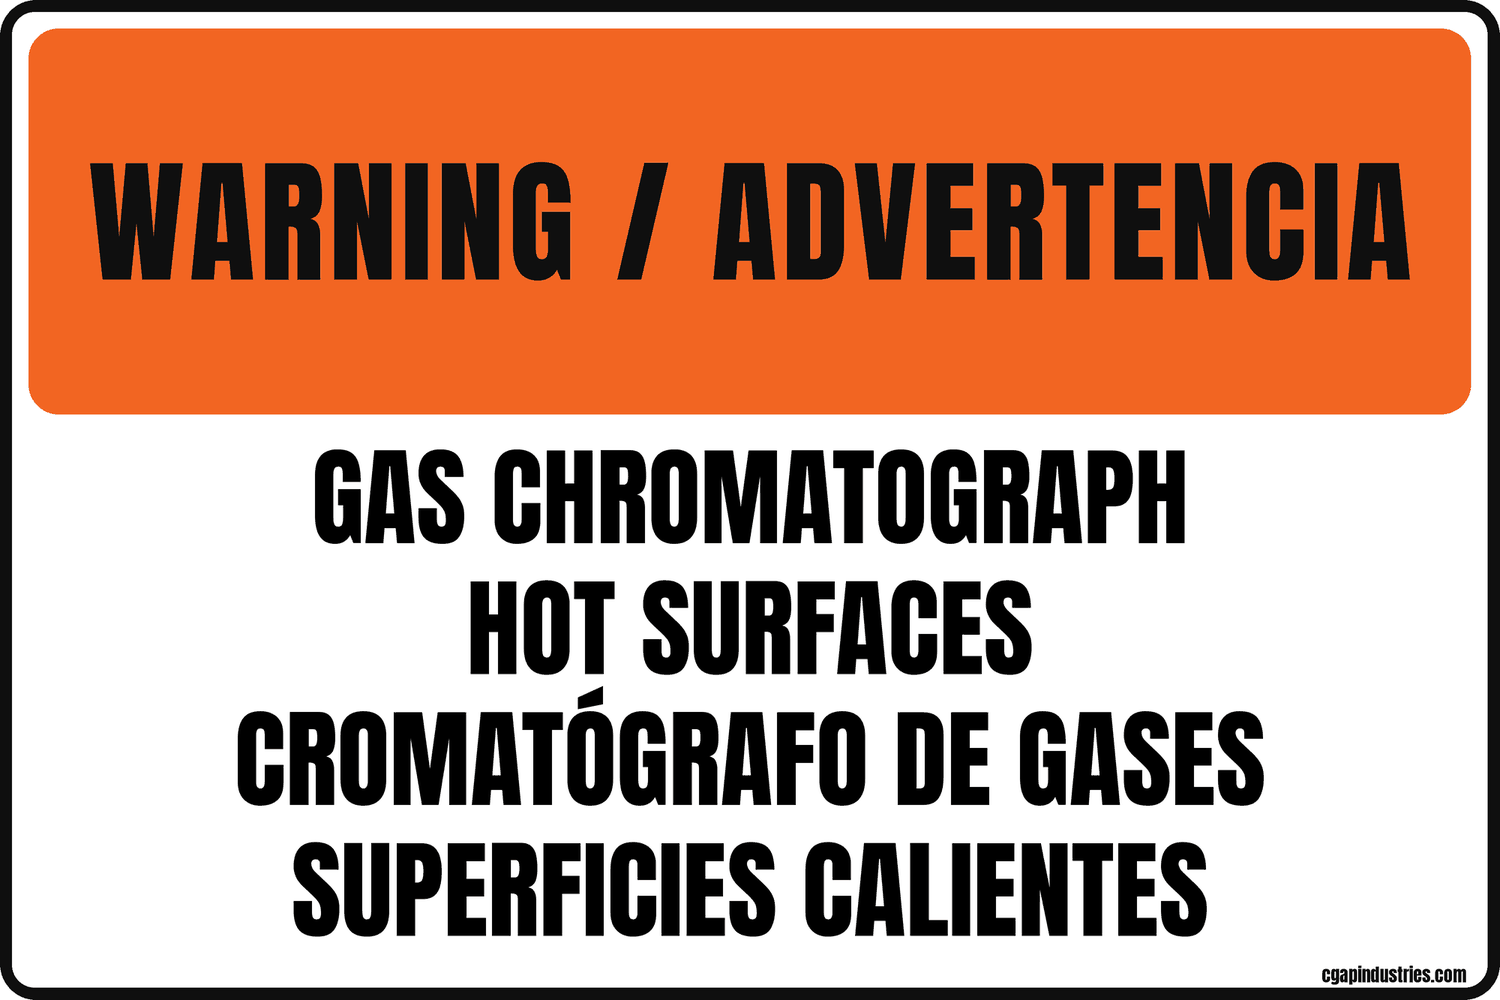 WARNING / ADVERTENCIA
GAS CHROMATOGRAPH
HOT SURFACES
CROMATÓGRAFO DE GASES
SUPERFICIES CALIENTES
cgapindustries.com